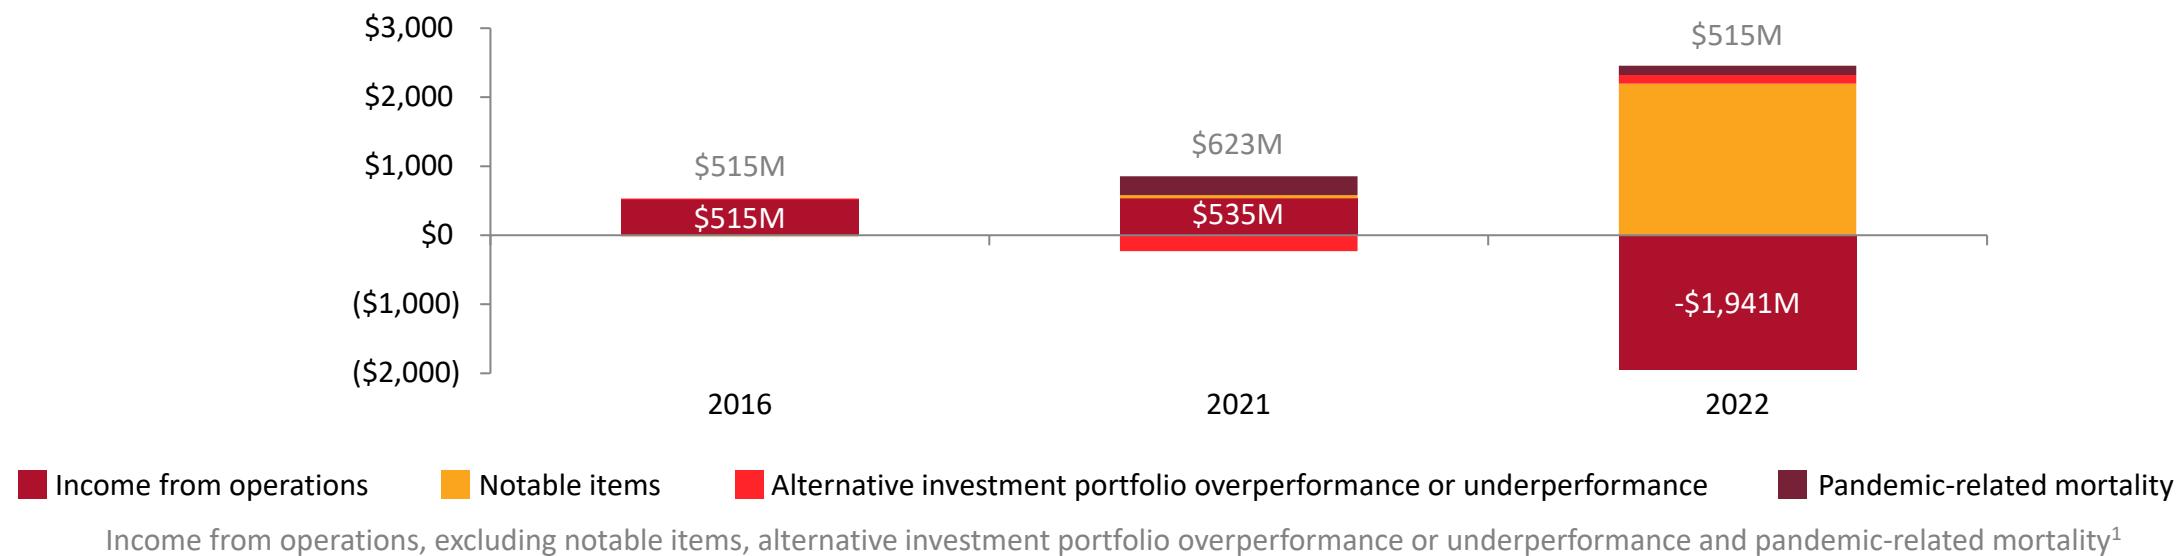 $3,000
$2,000
$1,000
$0
($1,000)
($2,000)
$515M
$515M
$623M
$535M
$515M
-$1,941M
2016
2021
2022
Income from operations
Notable items
Alternative investment portfolio overperformance or underperformance
Pandemic-related mortality
Income from operations, excluding notable items, alternative investment portfolio overperformance or underperformance and pandemic-related mortality¹